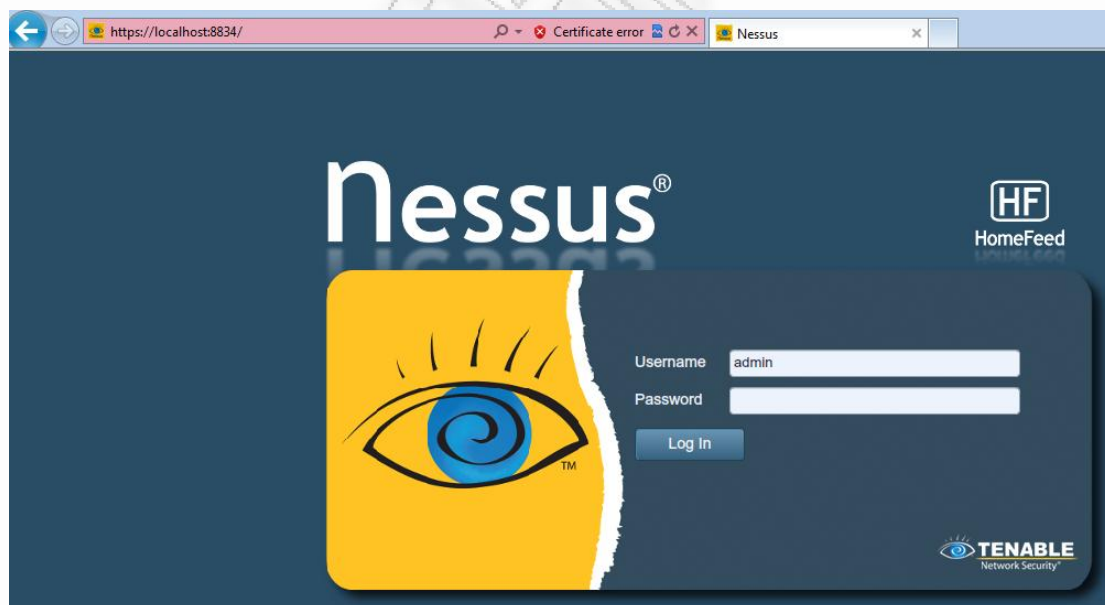 https://localhost:8834/ Certificate error Nessus
Nessus®
HF
HomeFeed
Username admin
Password
Log In
TM
TENABLE
Network Security®